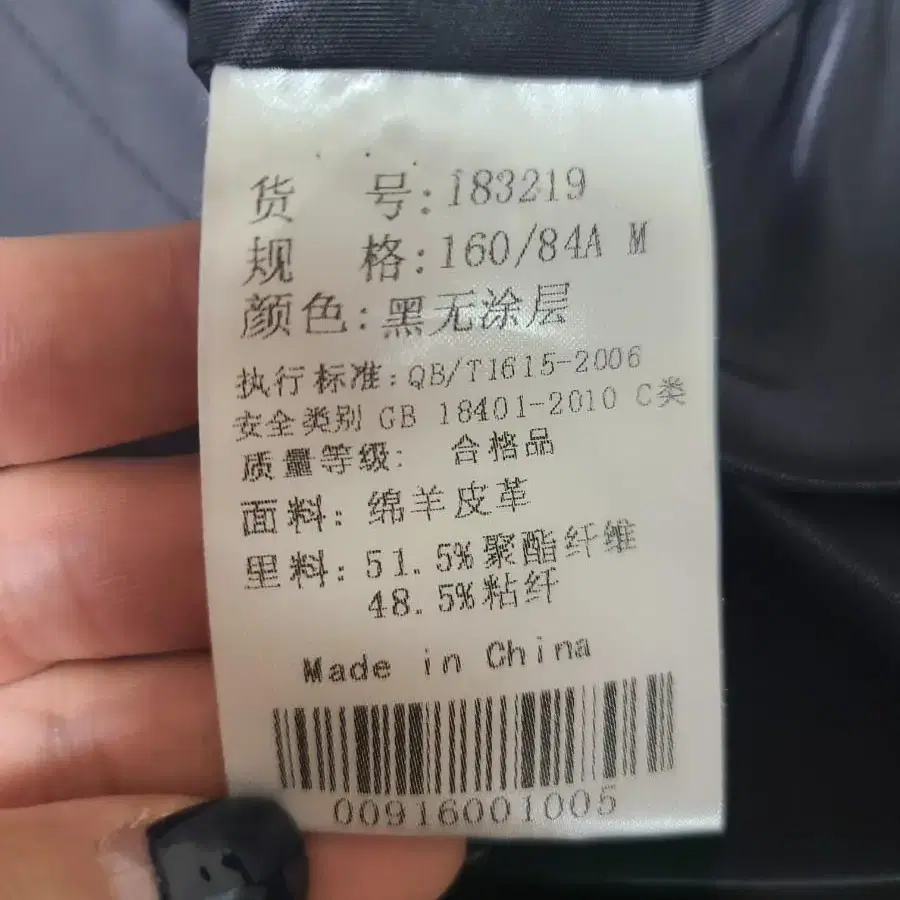 货 号:183219
规 格:160/84A M
颜色:黑无涂层
执行标准:QB/T1615-2006
安全类别 GB 18401-2010 C类
质量等级: 合格品
面料: 绵羊皮革
里料: 51.5%聚酯纤维
48.5%粘纤
Made in China
00916001005